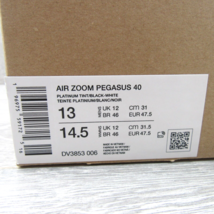 AIR ZOOM PEGASUS 40
PLATINUM TINT/BLACK-WHITE
TEINTE PLATINE/BLANC/NOIR
13 UK 12 CM 31
BR 46 EUR 47.5
14.5 UK 12 CM 31.5
BR 46 EUR 47.5
DV3853 006